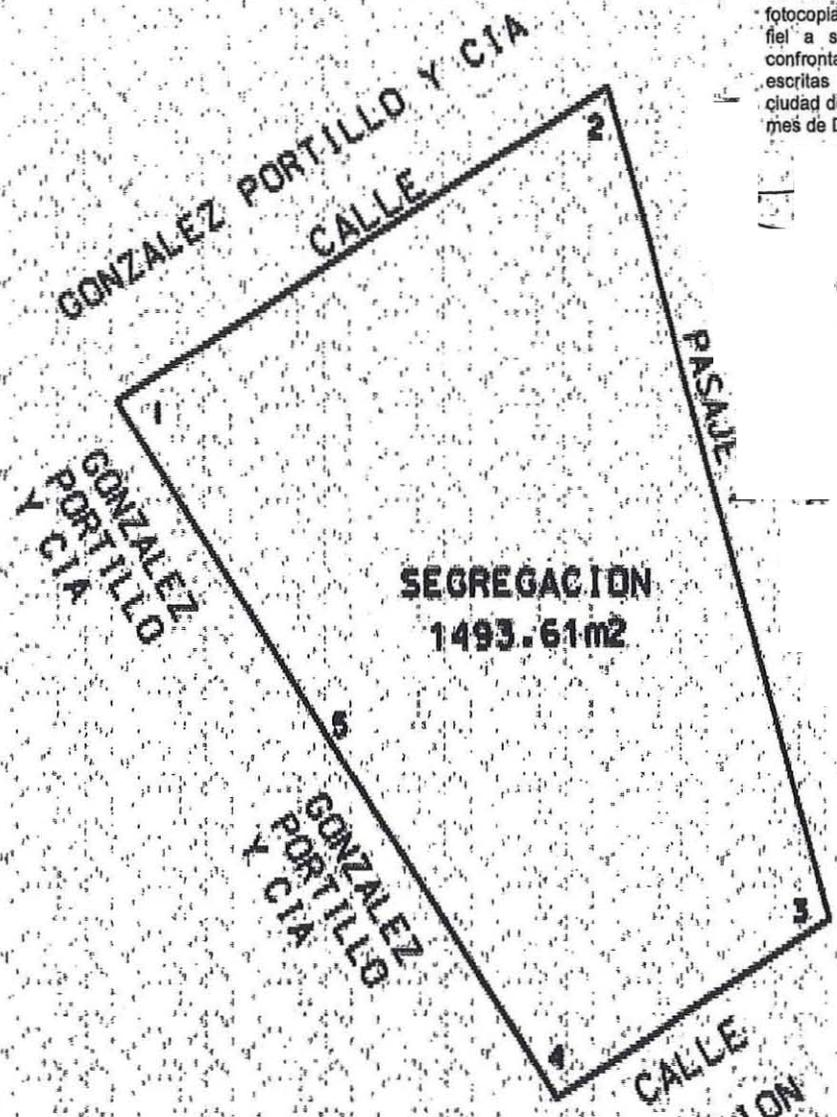 fotocopia
fiel a s
confronta
escritas
ciudad d
mes de D
GONZALEZ PORTILLO Y CIA
CALLE
2
PASAJE
1
GONZALEZ
PORTILLO
Y CIA
SEGREGACION
1493.61m2
5
GONZALEZ
PORTILLO
Y CIA
3
4
CALLE
LON